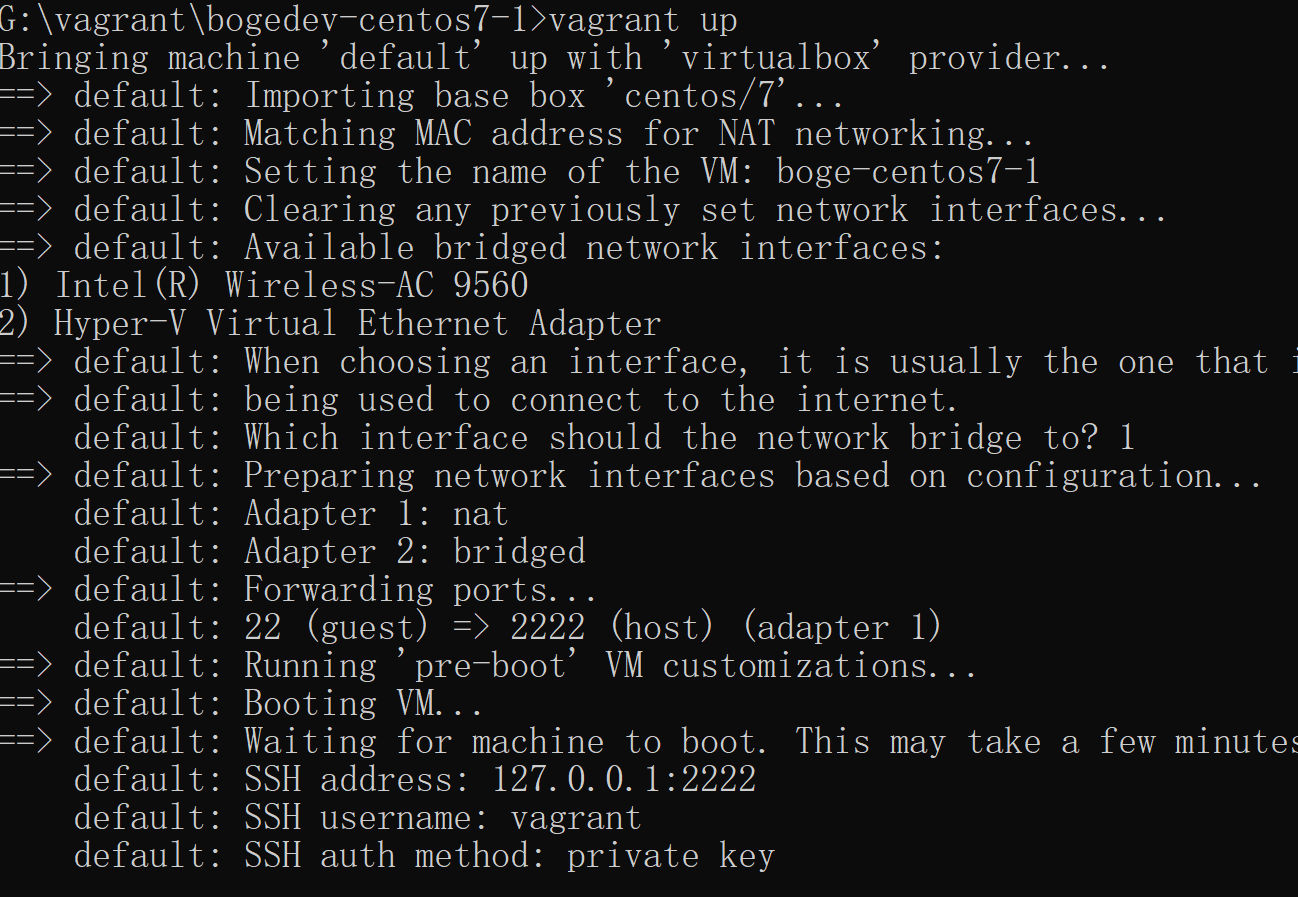 G:\vagrant\bogedev-centos7-1>vagrant up
Bringing machine 'default' up with 'virtualbox' provider...
==> default: Importing base box 'centos/7'...
==> default: Matching MAC address for NAT networking...
==> default: Setting the name of the VM: boge-centos7-1
==> default: Clearing any previously set network interfaces...
==> default: Available bridged network interfaces:
1) Intel(R) Wireless-AC 9560
2) Hyper-V Virtual Ethernet Adapter
==> default: When choosing an interface, it is usually the one that
==> default: being used to connect to the internet.
default: Which interface should the network bridge to? 1
==> default: Preparing network interfaces based on configuration...
default: Adapter 1: nat
default: Adapter 2: bridged
==> default: Forwarding ports...
default: 22 (guest) => 2222 (host) (adapter 1)
==> default: Running 'pre-boot' VM customizations...
==> default: Booting VM...
==> default: Waiting for machine to boot. This may take a few minutes
default: SSH address: 127.0.0.1:2222
default: SSH username: vagrant
default: SSH auth method: private key